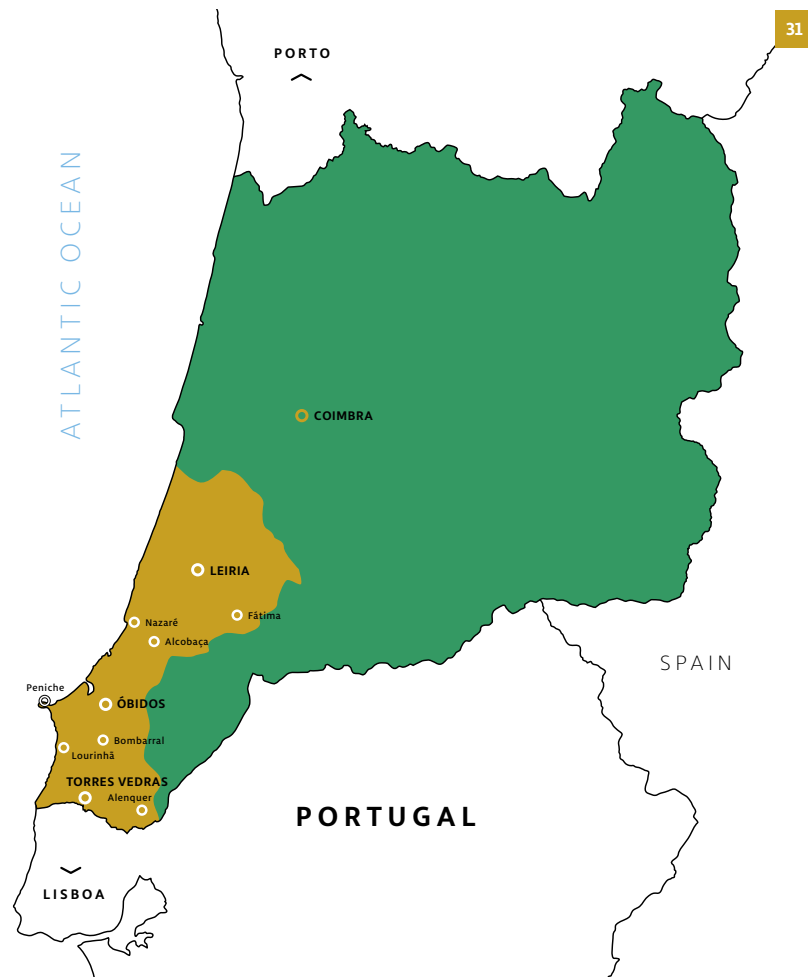 31
PORTO
ATLANTIC OCEAN
COIMBRA
LEIRIA
Fátima
Nazaré
Alcobaça
SPAIN
Peniche
ÓBIDOS
Bombarral
Lourinhã
TORRES VEDRAS
Alenquer
PORTUGAL
LISBOA